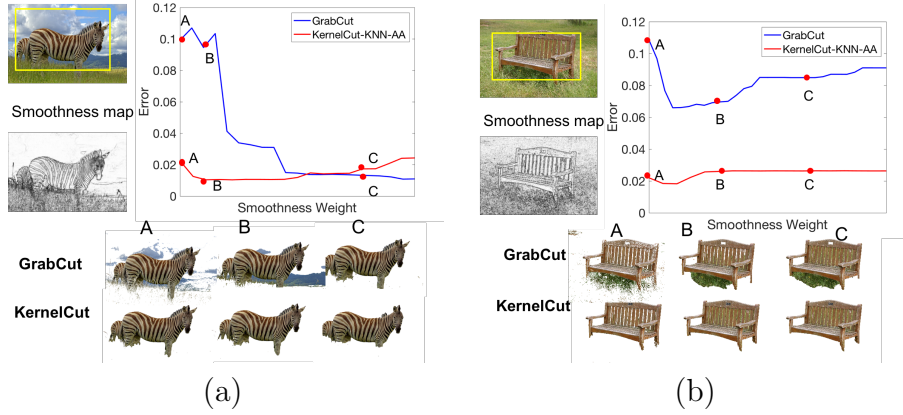 A
B
GrabCut
KernelCut-KNN-AA
0.12
0.1
0.08
0.06
0.04
0.02
0
Error
A
B
C
C
Smoothness map
Smoothness Weight
A B C
GrabCut
KernelCut
(a)
0.12
0.1
0.08
0.06
0.04
0.02
0
Error
GrabCut
KernelCut-KNN-AA
A
B
C
A
B
C
Smoothness map
Smoothness Weight
A B C
GrabCut
KernelCut
(b)